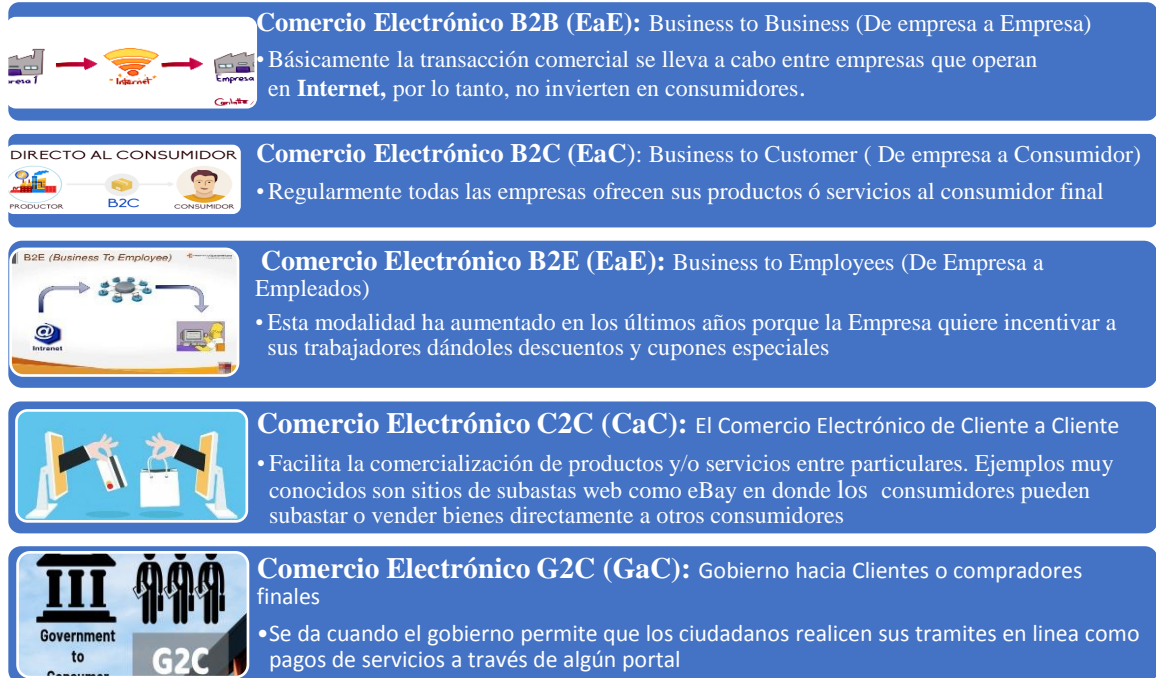 Comercio Electrónico B2B (EaE): Business to Business (De empresa a Empresa)
• Básicamente la transacción comercial se lleva a cabo entre empresas que operan
en Internet, por lo tanto, no invierten en consumidores.
Internet
Empresa
DIRECTO AL CONSUMIDOR
PRODUCTOR
B2C
CONSUMIDOR
Comercio Electrónico B2C (EaC): Business to Customer ( De empresa a Consumidor)
• Regularmente todas las empresas ofrecen sus productos ó servicios al consumidor final
B2E (Business To Employee)
Intranet
Comercio Electrónico B2E (EaE): Business to Employees (De Empresa a
Empleados)
• Esta modalidad ha aumentado en los últimos años porque la Empresa quiere incentivar a
sus trabajadores dándoles descuentos y cupones especiales
Comercio Electrónico C2C (CaC): El Comercio Electrónico de Cliente a Cliente
• Facilita la comercialización de productos y/o servicios entre particulares. Ejemplos muy
conocidos son sitios de subastas web como eBay en donde los consumidores pueden
subastar o vender bienes directamente a otros consumidores
Government
to
Consumer
G2C
Comercio Electrónico G2C (GaC): Gobierno hacia Clientes o compradores
finales
•Se da cuando el gobierno permite que los ciudadanos realicen sus tramites en linea como
pagos de servicios a través de algún portal